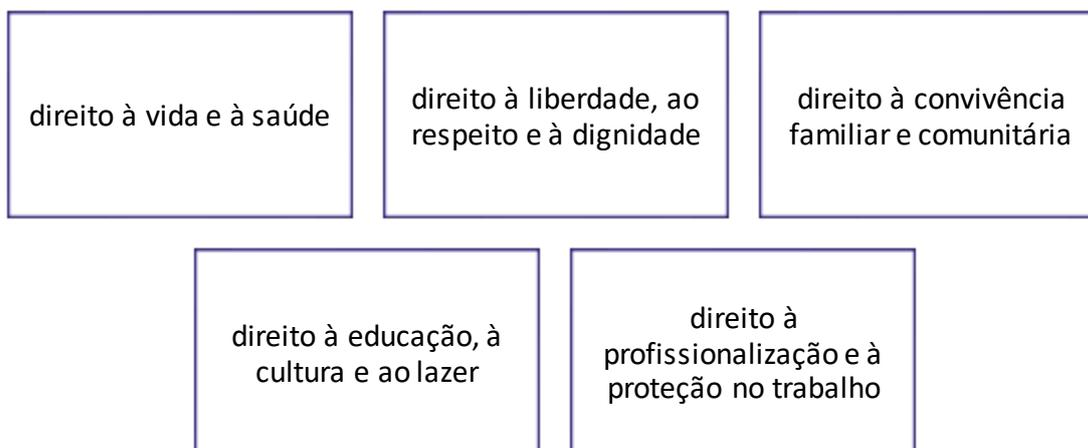 direito à vida e à saúde
direito à liberdade, ao
respeito e à dignidade
direito à convivência
familiar e comunitária
direito à educação, à
cultura e ao lazer
direito à
profissionalização e à
proteção no trabalho